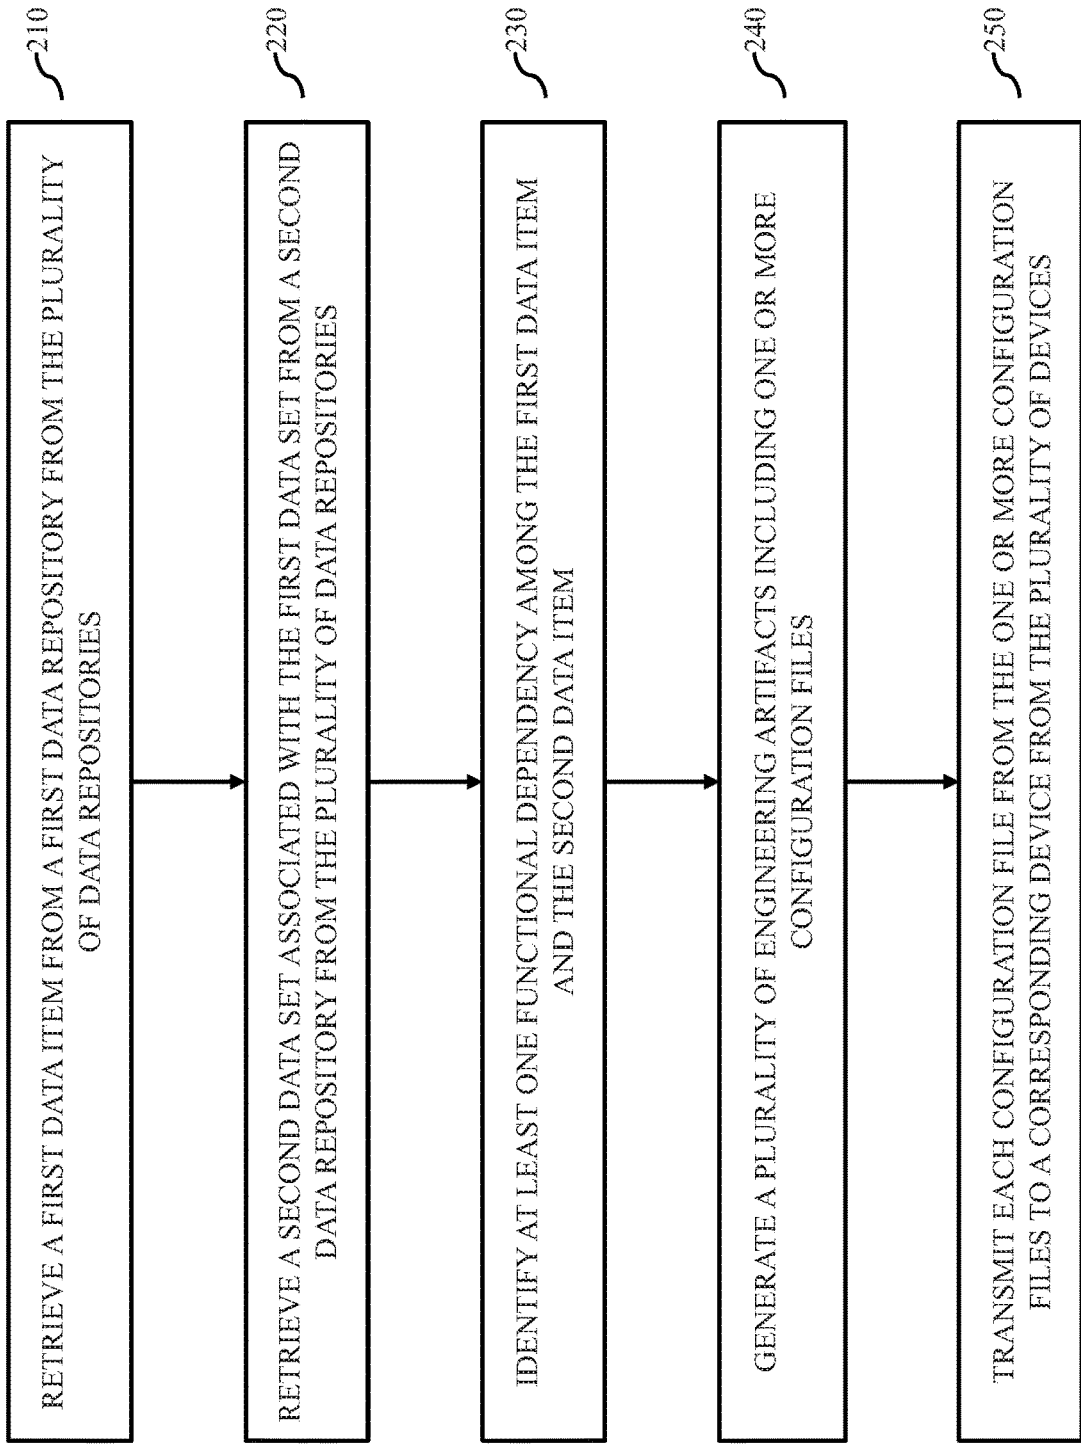 210
RETRIEVE A FIRST DATA ITEM FROM A FIRST DATA REPOSITORY FROM THE PLURALITY
OF DATA REPOSITORIES
220
RETRIEVE A SECOND DATA SET ASSOCIATED WITH THE FIRST DATA SET FROM A SECOND
DATA REPOSITORY FROM THE PLURALITY OF DATA REPOSITORIES
230
IDENTIFY AT LEAST ONE FUNCTIONAL DEPENDENCY AMONG THE FIRST DATA ITEM
AND THE SECOND DATA ITEM
240
GENERATE A PLURALITY OF ENGINEERING ARTIFACTS INCLUDING ONE OR MORE
CONFIGURATION FILES
250
TRANSMIT EACH CONFIGURATION FILE FROM THE ONE OR MORE CONFIGURATION
FILES TO A CORRESPONDING DEVICE FROM THE PLURALITY OF DEVICES